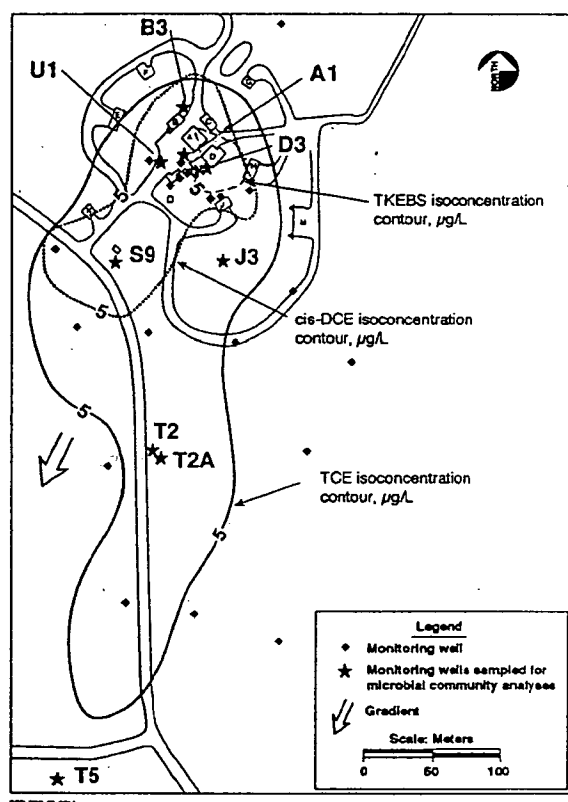 B3
U1
A1
D3
NORTH
TKEBS isoconcentration
contour, µg/L
5
5
S9
J3
5
cis-DCE isoconcentration
contour, µg/L
5
T2
T2A
TCE isoconcentration
contour, µg/L
5
Legend
Monitoring well
Monitoring wells sampled for
microbial community analyses
Gradient
Scale: Meters
0 50 100
T5